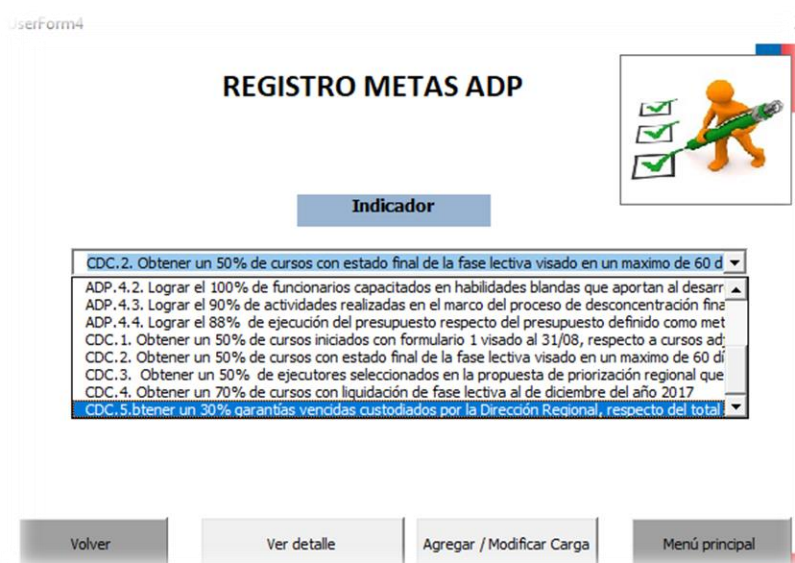 UserForm4
REGISTRO METAS ADP
Indicador
CDC.2. Obtener un 50% de cursos con estado final de la fase lectiva visado en un maximo de 60 d
ADP.4.2. Lograr el 100% de funcionarios capacitados en habilidades blandas que aportan al desarr
ADP.4.3. Lograr el 90% de actividades realizadas en el marco del proceso de desconcentración fina
ADP.4.4. Lograr el 88% de ejecución del presupuesto respecto del presupuesto definido como met
CDC.1. Obtener un 50% de cursos iniciados con formulario 1 visado al 31/08, respecto a cursos adj
CDC.2. Obtener un 50% de cursos con estado final de la fase lectiva visado en un maximo de 60 dí
CDC.3. Obtener un 50% de ejecutores seleccionados en la propuesta de priorización regional que
CDC.4. Obtener un 70% de cursos con liquidación de fase lectiva al de diciembre del año 2017
CDC.5.btener un 30% garantías vencidas custodiados por la Dirección Regional, respecto del total
Volver
Ver detalle
Agregar / Modificar Carga
Menú principal